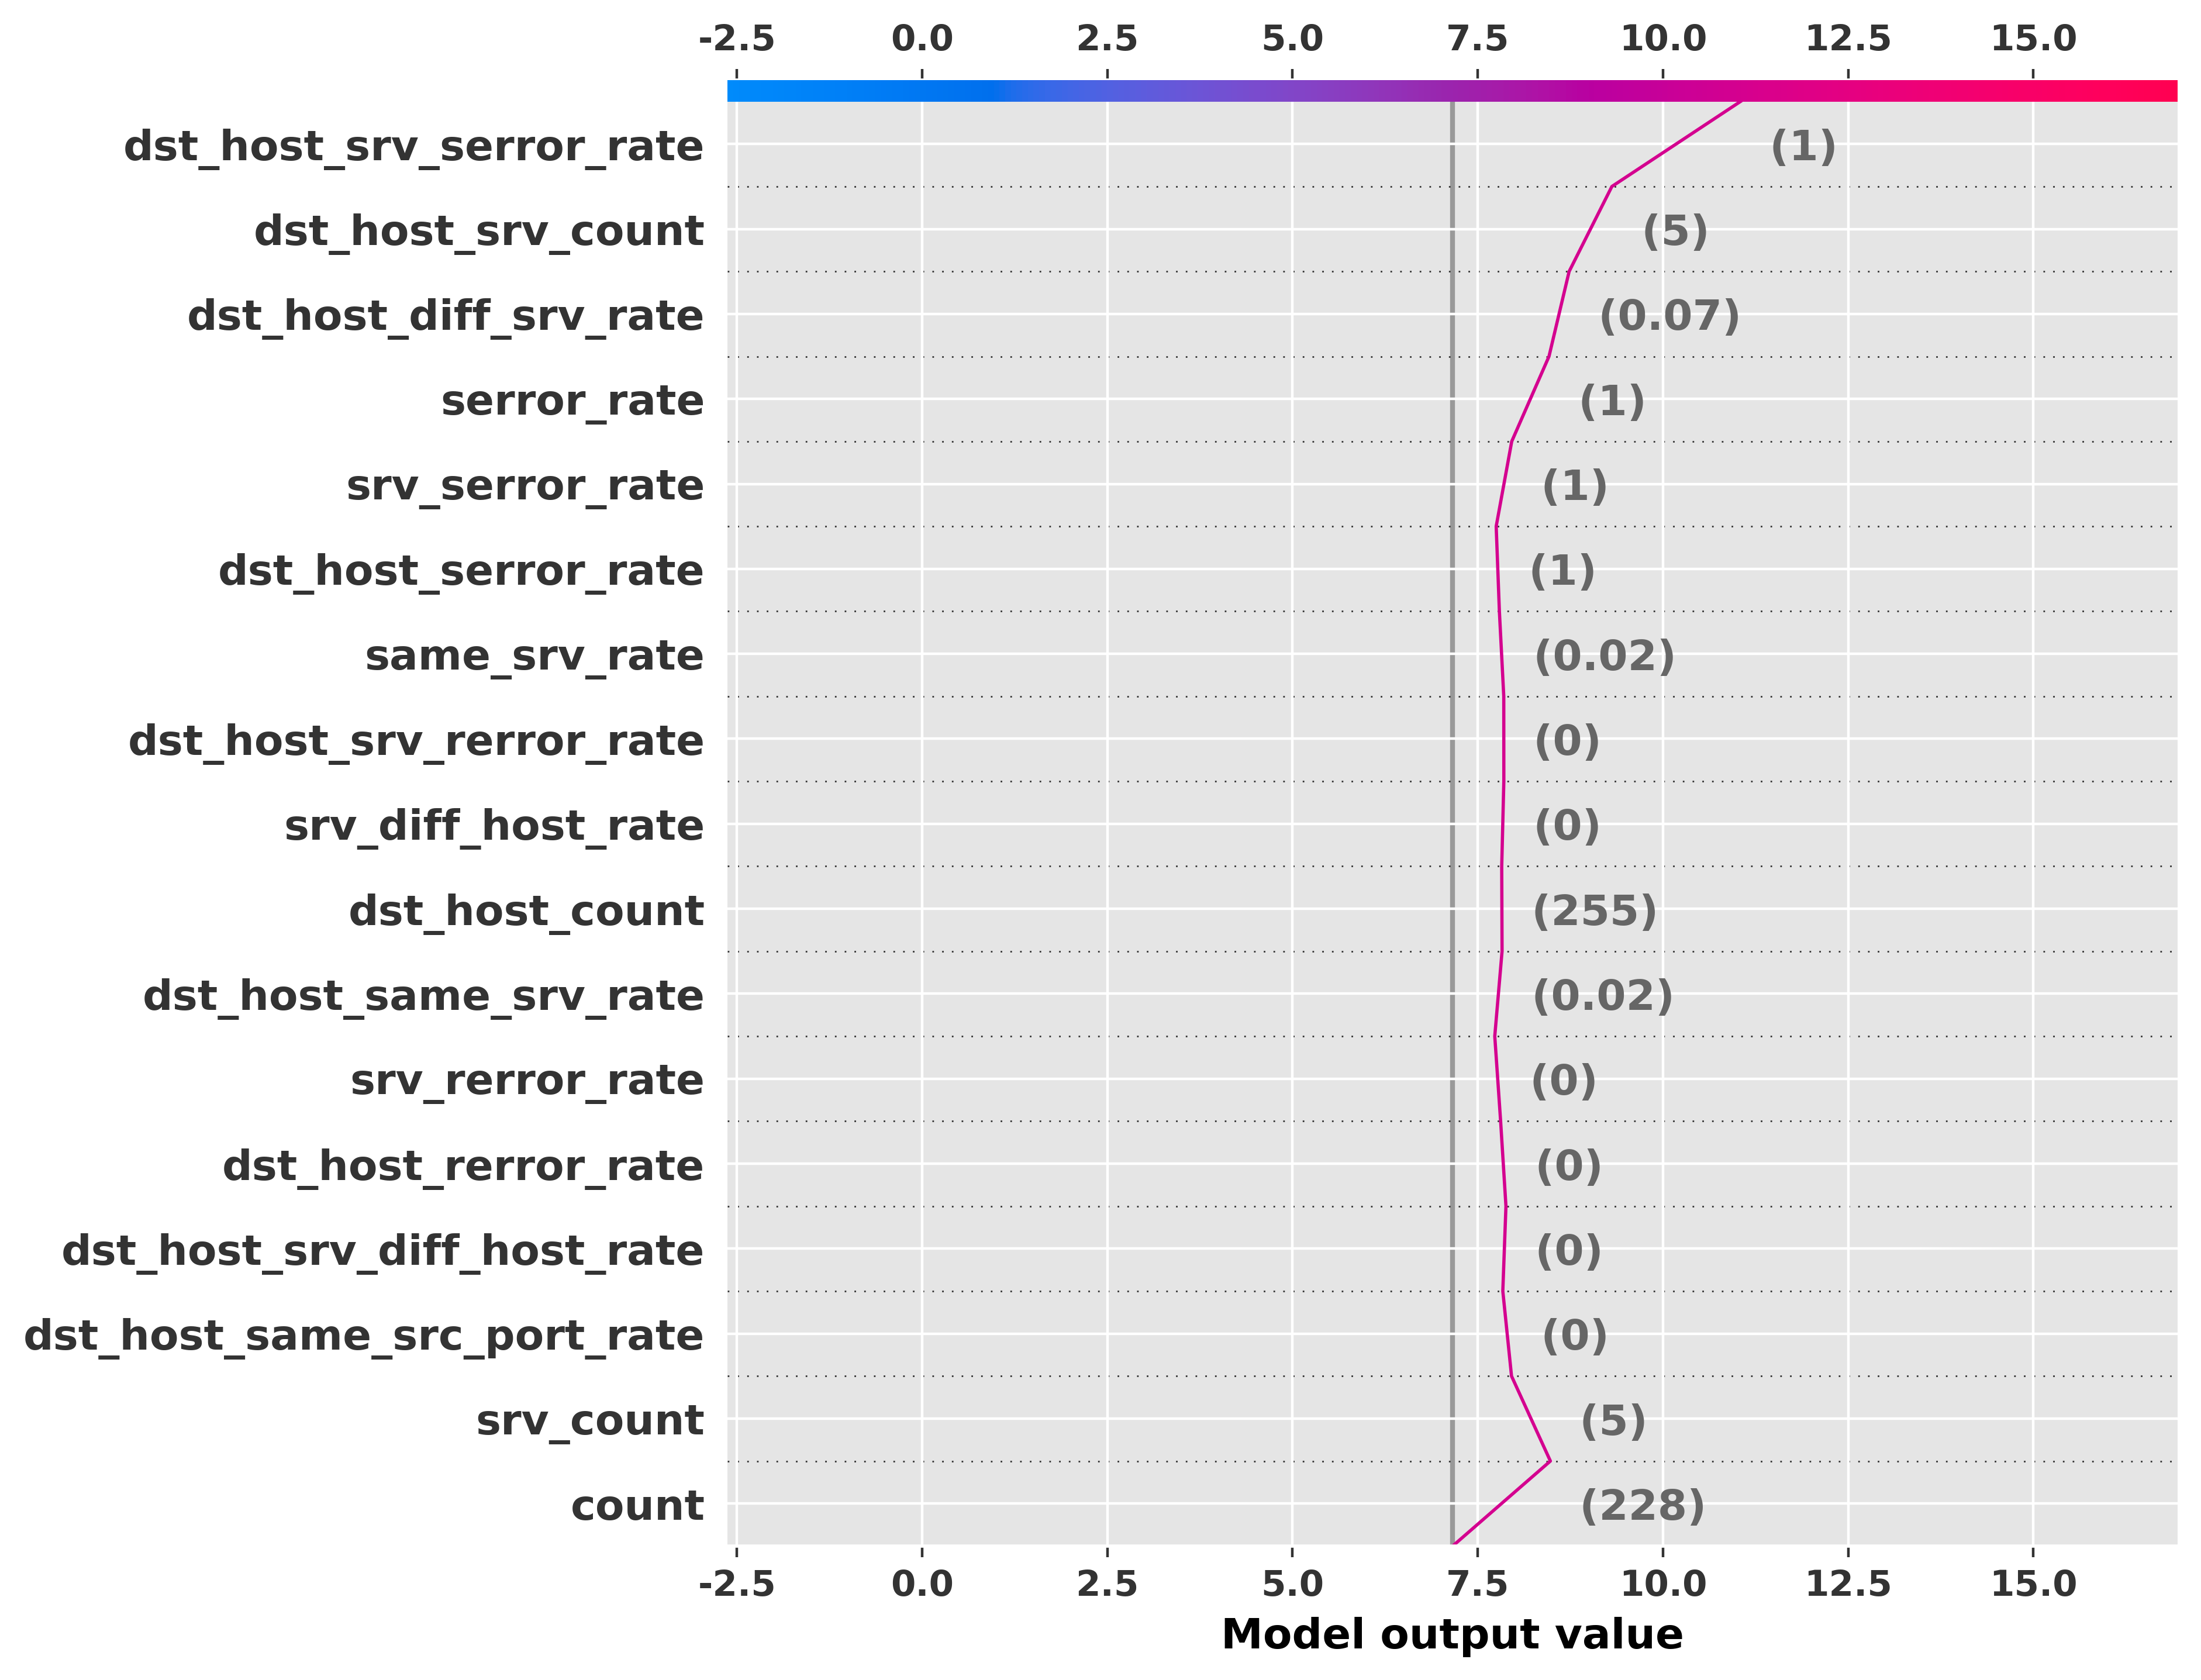 -2.5 0.0 2.5 5.0 7.5 10.0 12.5 15.0
dst_host_srv_serror_rate (1)
dst_host_srv_count (5)
dst_host_diff_srv_rate (0.07)
serror_rate (1)
srv_serror_rate (1)
dst_host_serror_rate (1)
same_srv_rate (0.02)
dst_host_srv_rerror_rate (0)
srv_diff_host_rate (0)
dst_host_count (255)
dst_host_same_srv_rate (0.02)
srv_rerror_rate (0)
dst_host_rerror_rate (0)
dst_host_srv_diff_host_rate (0)
dst_host_same_src_port_rate (0)
srv_count (5)
count (228)
-2.5 0.0 2.5 5.0 7.5 10.0 12.5 15.0
Model output value